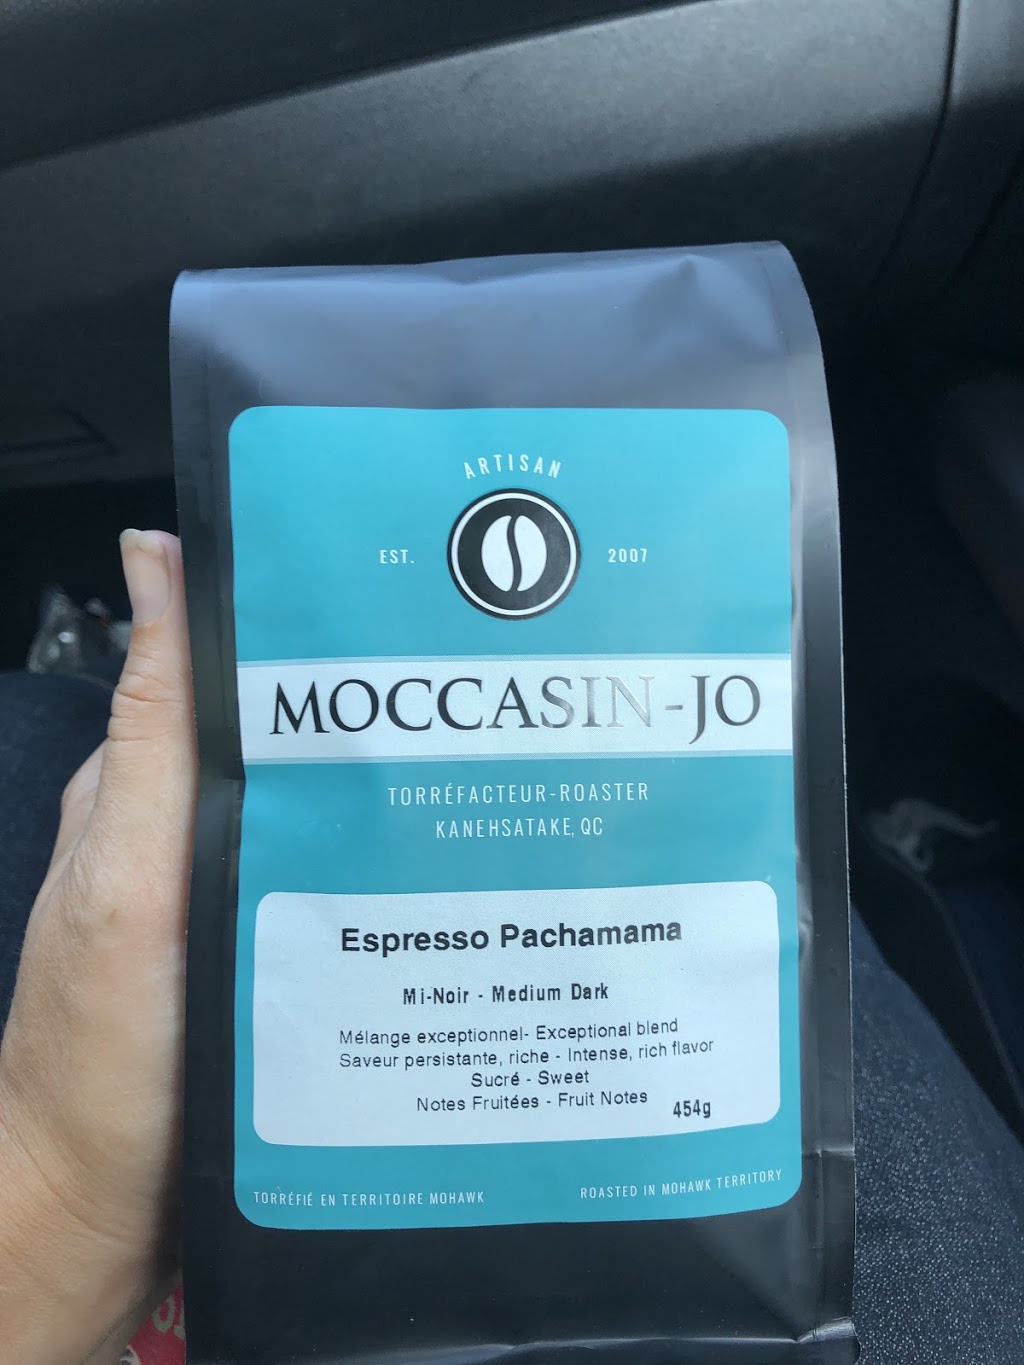 ARTISAN
EST. 2007
MOCCASIN-JO
TORRÉFACTEUR-ROASTER
KANEHSATAKE, QC
Espresso Pachamama
Mi-Noir - Medium Dark
Mélange exceptionnel- Exceptional blend
Saveur persistante, riche - Intense, rich flavor
Sucré - Sweet
Notes Fruitées - Fruit Notes
454g
TORRÉFIÉ EN TERRITOIRE MOHAWK
ROASTED IN MOHAWK TERRITORY